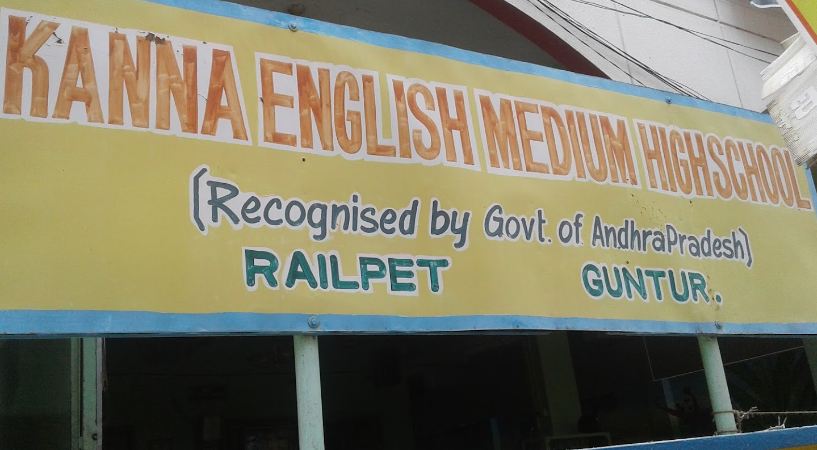 KANNA ENGLISH MEDIUM HIGHSCHOOL
(Recognised by Govt. of AndhraPradesh)
RAILPET GUNTUR.